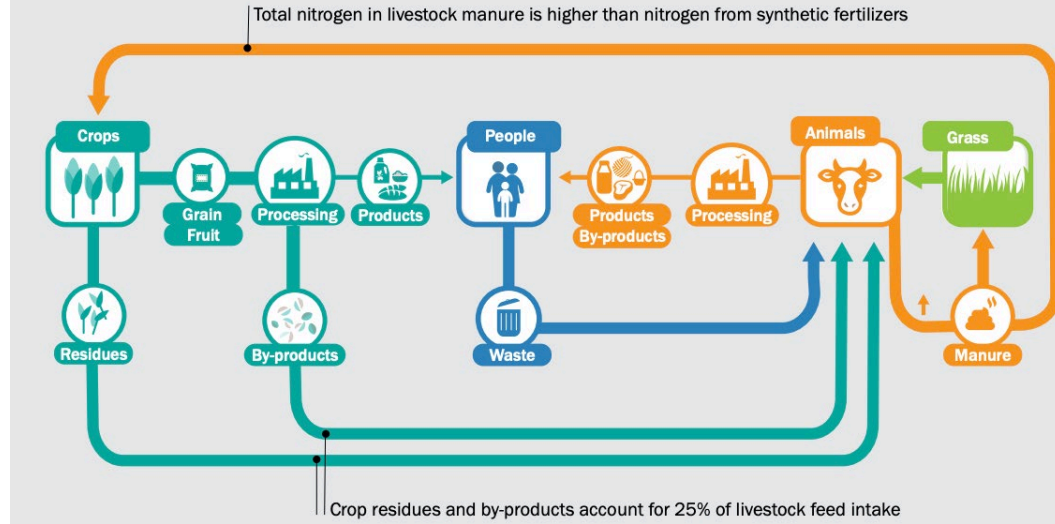 Total nitrogen in livestock manure is higher than nitrogen from synthetic fertilizers
Crops
People
Animals
Grass
Grain
Fruit
Processing
Products
Products
By-products
Processing
Residues
By-products
Waste
Manure
Crop residues and by-products account for 25% of livestock feed intake